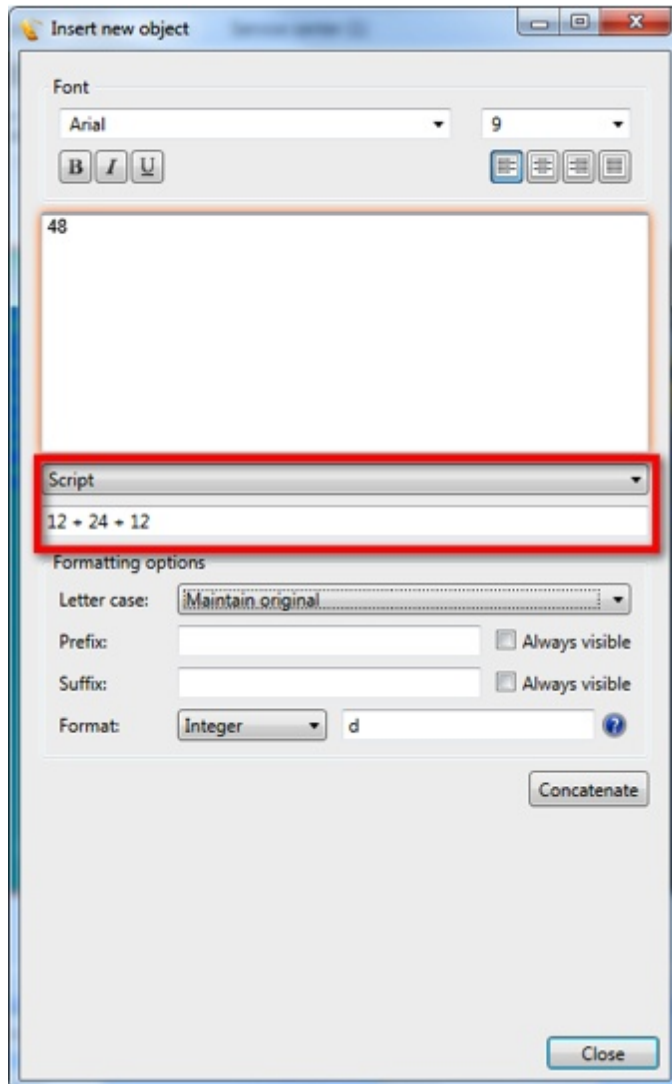 Insert new object
Font
Arial 9
B I U
48
Script
12 + 24 + 12
Formatting options
Letter case: Maintain original
Prefix: Always visible
Suffix: Always visible
Format: Integer d ?
Concatenate
Close